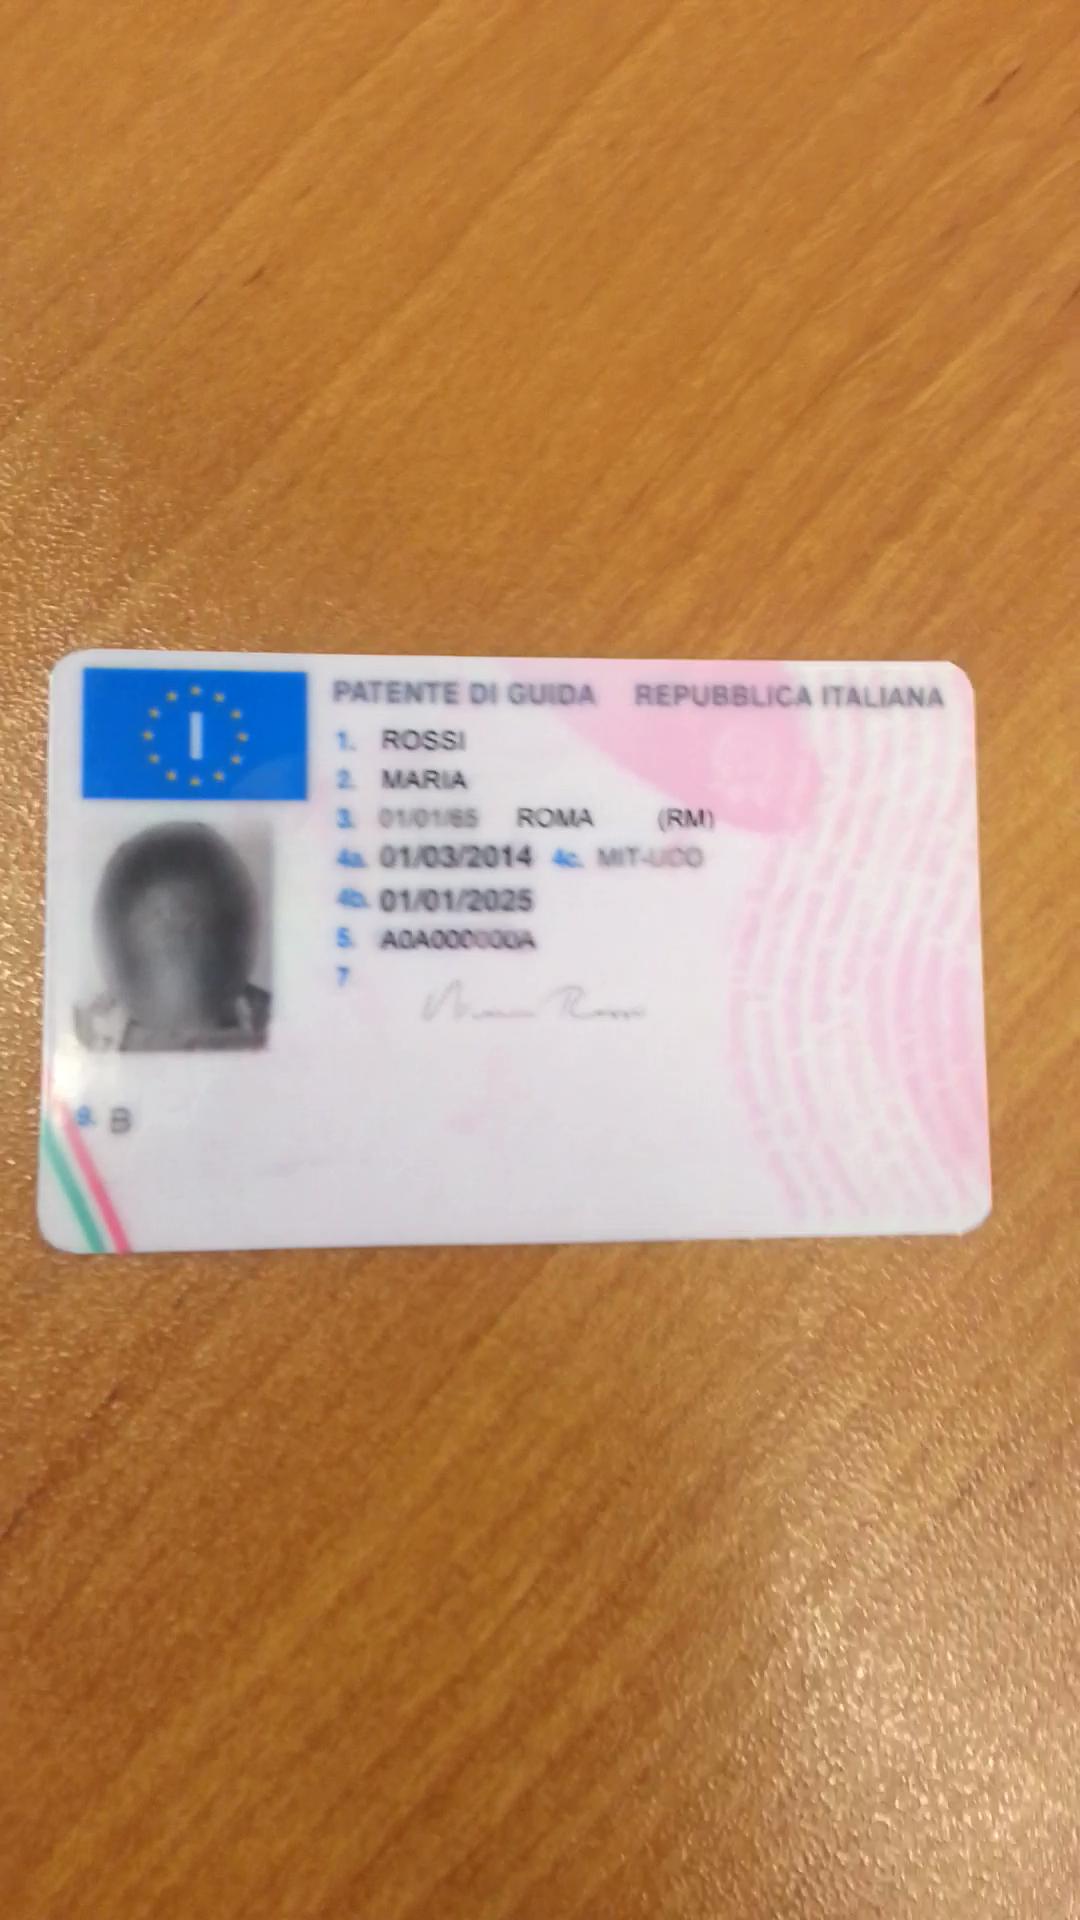 I
PATENTE DI GUIDA REPUBBLICA ITALIANA
1. ROSSI
2. MARIA
3. 01/01/65 ROMA (RM)
4a. 01/03/2014 4c. MIT-UCO
4b. 01/01/2025
5. A0A000000A
7
Maria Rossi
9. B